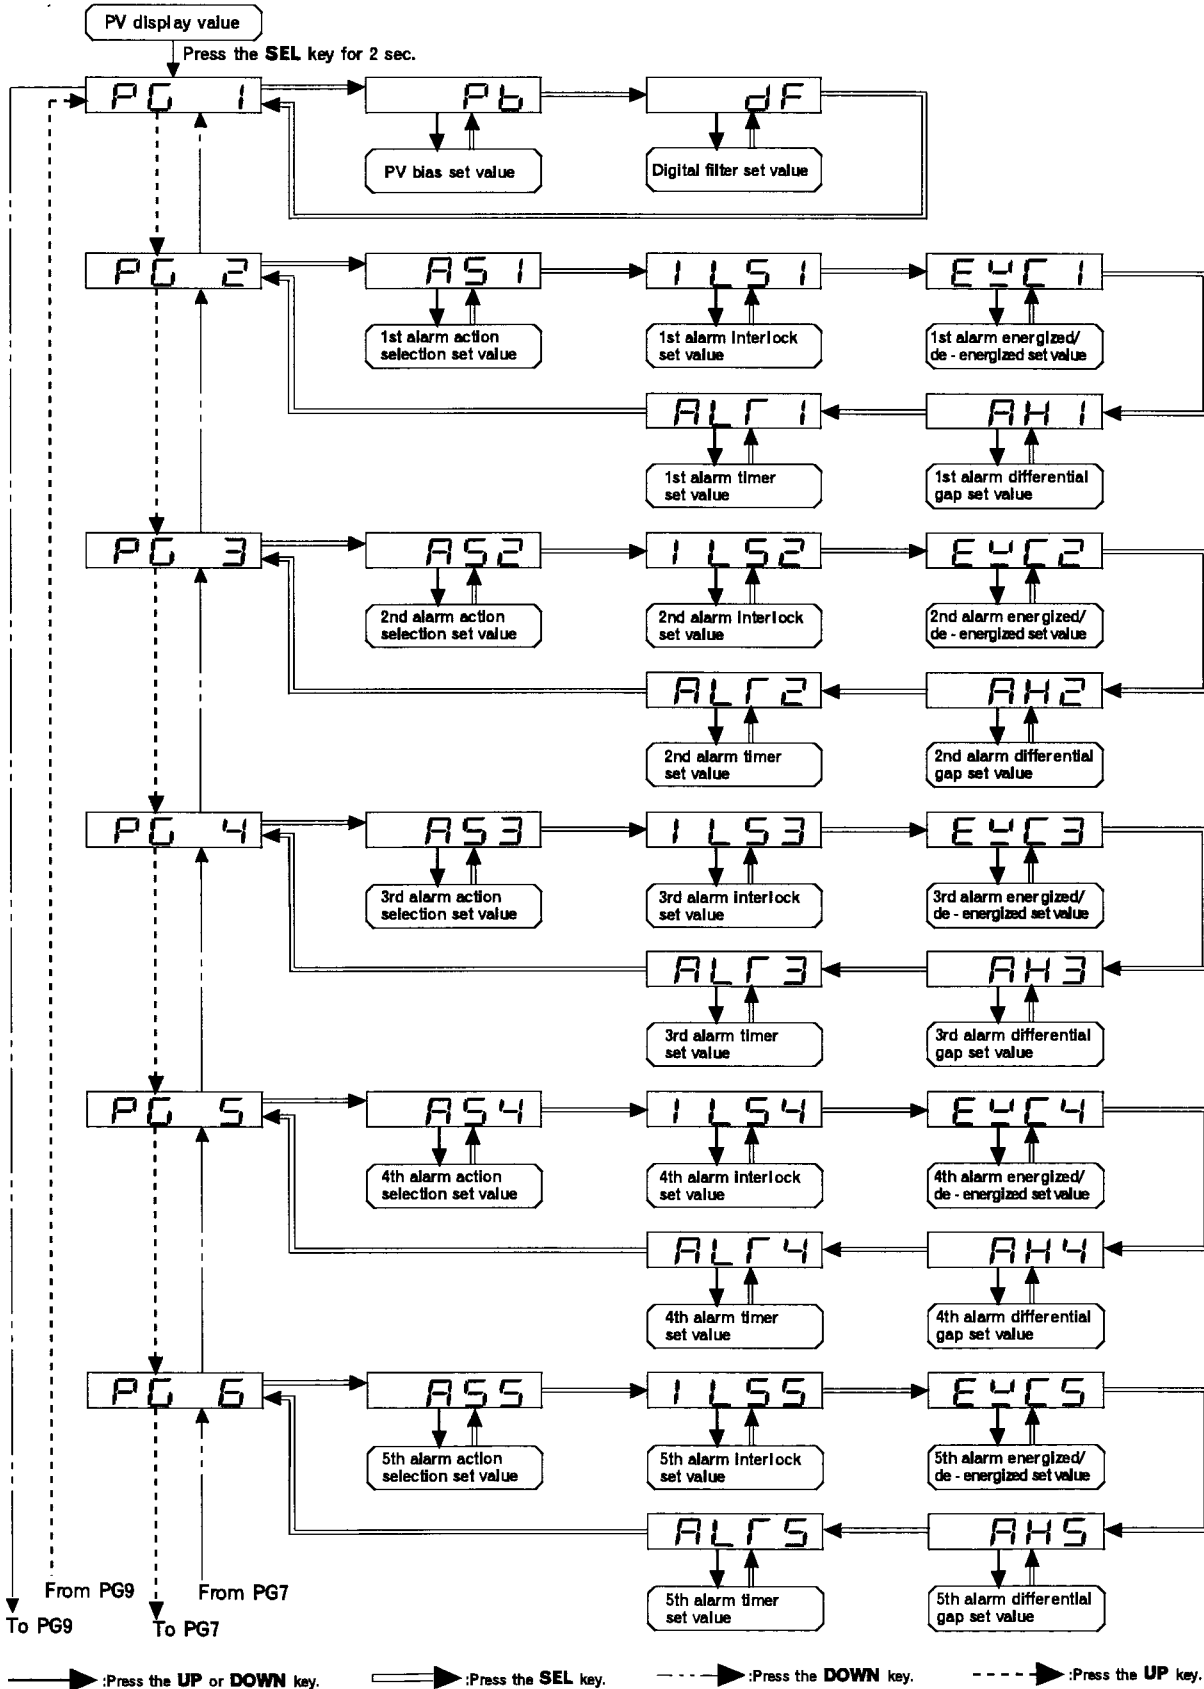 PV display value
Press the SEL key for 2 sec.
PG 1
Pb
dF
PV bias set value
Digital filter set value
PG 2
AS1
ILS1
EvC1
1st alarm action
selection set value
1st alarm interlock
set value
1st alarm energized/
de - energized set value
ALT1
AH1
1st alarm timer
set value
1st alarm differential
gap set value
PG 3
AS2
ILS2
EvC2
2nd alarm action
selection set value
2nd alarm interlock
set value
2nd alarm energized/
de - energized set value
ALT2
AH2
2nd alarm timer
set value
2nd alarm differential
gap set value
PG 4
AS3
ILS3
EvC3
3rd alarm action
selection set value
3rd alarm interlock
set value
3rd alarm energized/
de - energized set value
ALT3
AH3
3rd alarm timer
set value
3rd alarm differential
gap set value
PG 5
AS4
ILS4
EvC4
4th alarm action
selection set value
4th alarm interlock
set value
4th alarm energized/
de - energized set value
ALT4
AH4
4th alarm timer
set value
4th alarm differential
gap set value
PG 6
AS5
ILS5
EvC5
5th alarm action
selection set value
5th alarm interlock
set value
5th alarm energized/
de - energized set value
ALT5
AH5
5th alarm timer
set value
5th alarm differential
gap set value
From PG9
From PG7
To PG9
To PG7
:Press the UP or DOWN key.
:Press the SEL key.
:Press the DOWN key.
:Press the UP key.